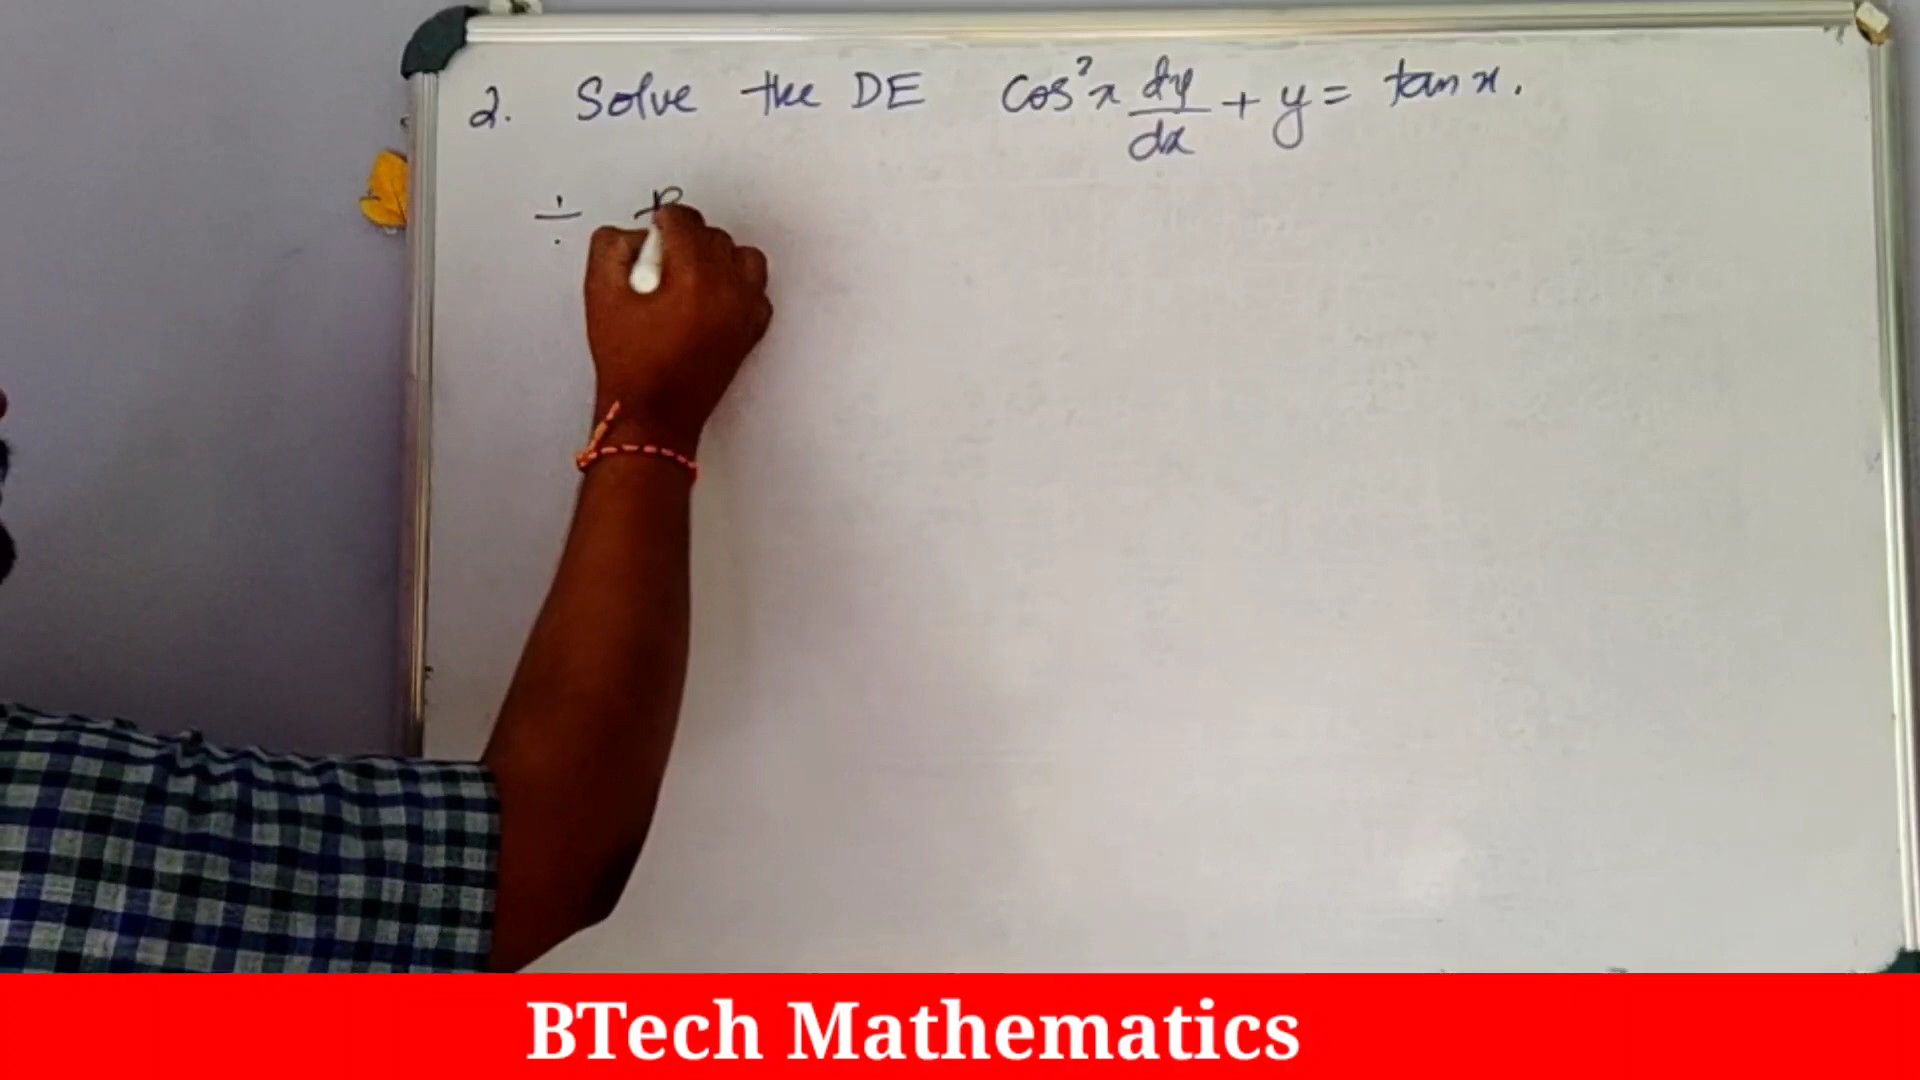 2. Solve the DE cos²x dy/dx + y = tan x.
÷
BTech Mathematics